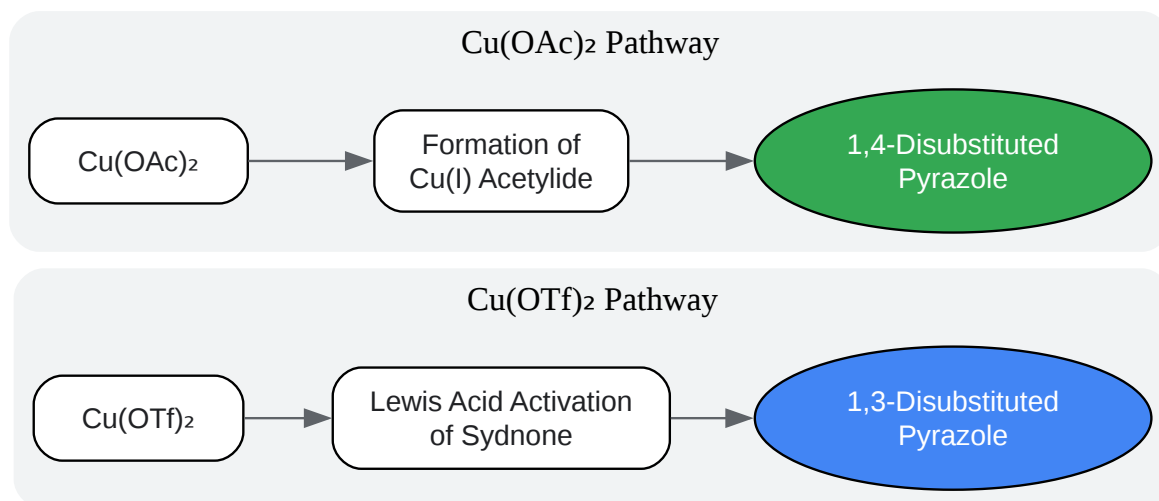 Cu(OAc)₂ Pathway
Cu(OAc)₂
Formation of
Cu(I) Acetylide
1,4-Disubstituted
Pyrazole
Cu(OTf)₂ Pathway
Cu(OTf)₂
Lewis Acid Activation
of Sydnone
1,3-Disubstituted
Pyrazole